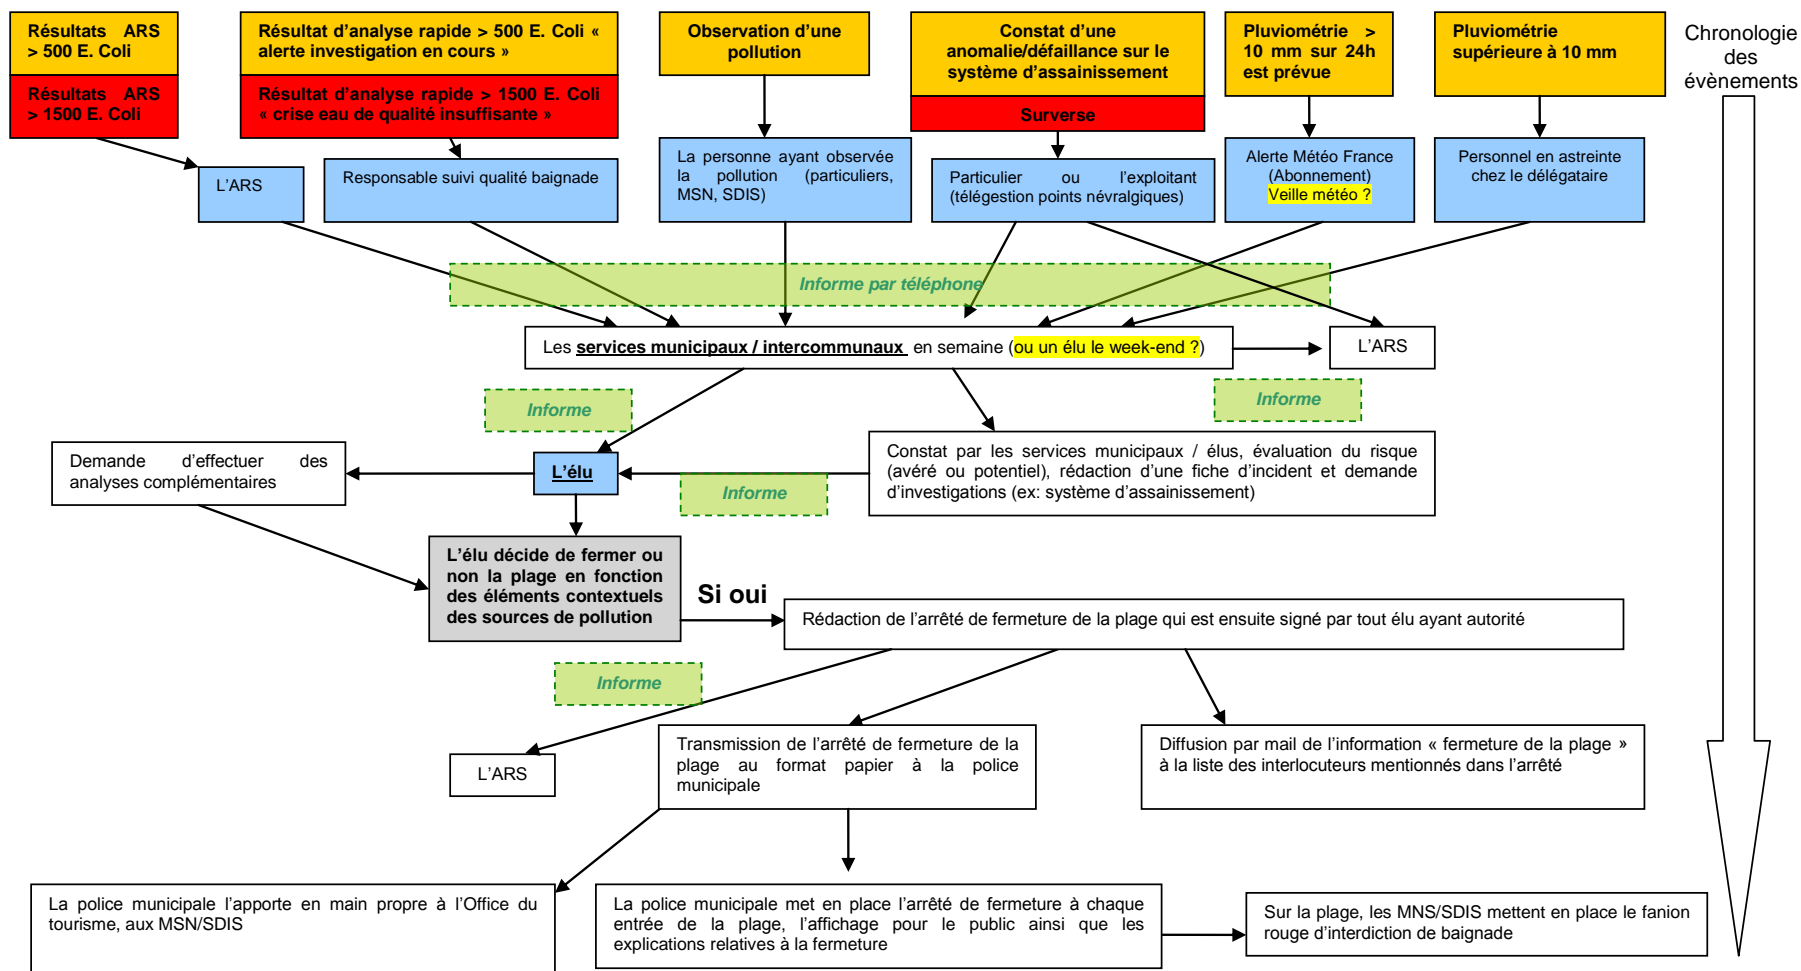 Résultats ARS
> 500 E. Coli
Résultats ARS
> 1500 E. Coli
Résultat d'analyse rapide > 500 E. Coli «
alerte investigation en cours »
Résultat d'analyse rapide > 1500 E. Coli
« crise eau de qualité insuffisante »
Observation d'une
pollution
Constat d'une
anomalie/défaillance sur le
système d'assainissement
Surverse
Pluviométrie >
10 mm sur 24h
est prévue
Pluviométrie
supérieure à 10 mm
Chronologie
des
évènements
L'ARS
Responsable suivi qualité baignade
La personne ayant observée
la pollution (particuliers,
MSN, SDIS)
Particulier ou l'exploitant
(télégestion points névralgiques)
Alerte Météo France
(Abonnement)
Veille météo ?
Personnel en astreinte
chez le délégataire
Informe par téléphone
Les services municipaux / intercommunaux en semaine (ou un élu le week-end ?)
L'ARS
Informe
Informe
Demande d'effectuer des
analyses complémentaires
L'élu
Informe
Constat par les services municipaux / élus, évaluation du risque
(avéré ou potentiel), rédaction d'une fiche d'incident et demande
d'investigations (ex: système d'assainissement)
L'élu décide de fermer ou
non la plage en fonction
des éléments contextuels
des sources de pollution
Si oui
Rédaction de l'arrêté de fermeture de la plage qui est ensuite signé par tout élu ayant autorité
Informe
L'ARS
Transmission de l'arrêté de fermeture de la
plage au format papier à la police
municipale
Diffusion par mail de l'information « fermeture de la plage »
à la liste des interlocuteurs mentionnés dans l'arrêté
La police municipale l'apporte en main propre à l'Office du
tourisme, aux MSN/SDIS
La police municipale met en place l'arrêté de fermeture à chaque
entrée de la plage, l'affichage pour le public ainsi que les
explications relatives à la fermeture
Sur la plage, les MNS/SDIS mettent en place le fanion
rouge d'interdiction de baignade